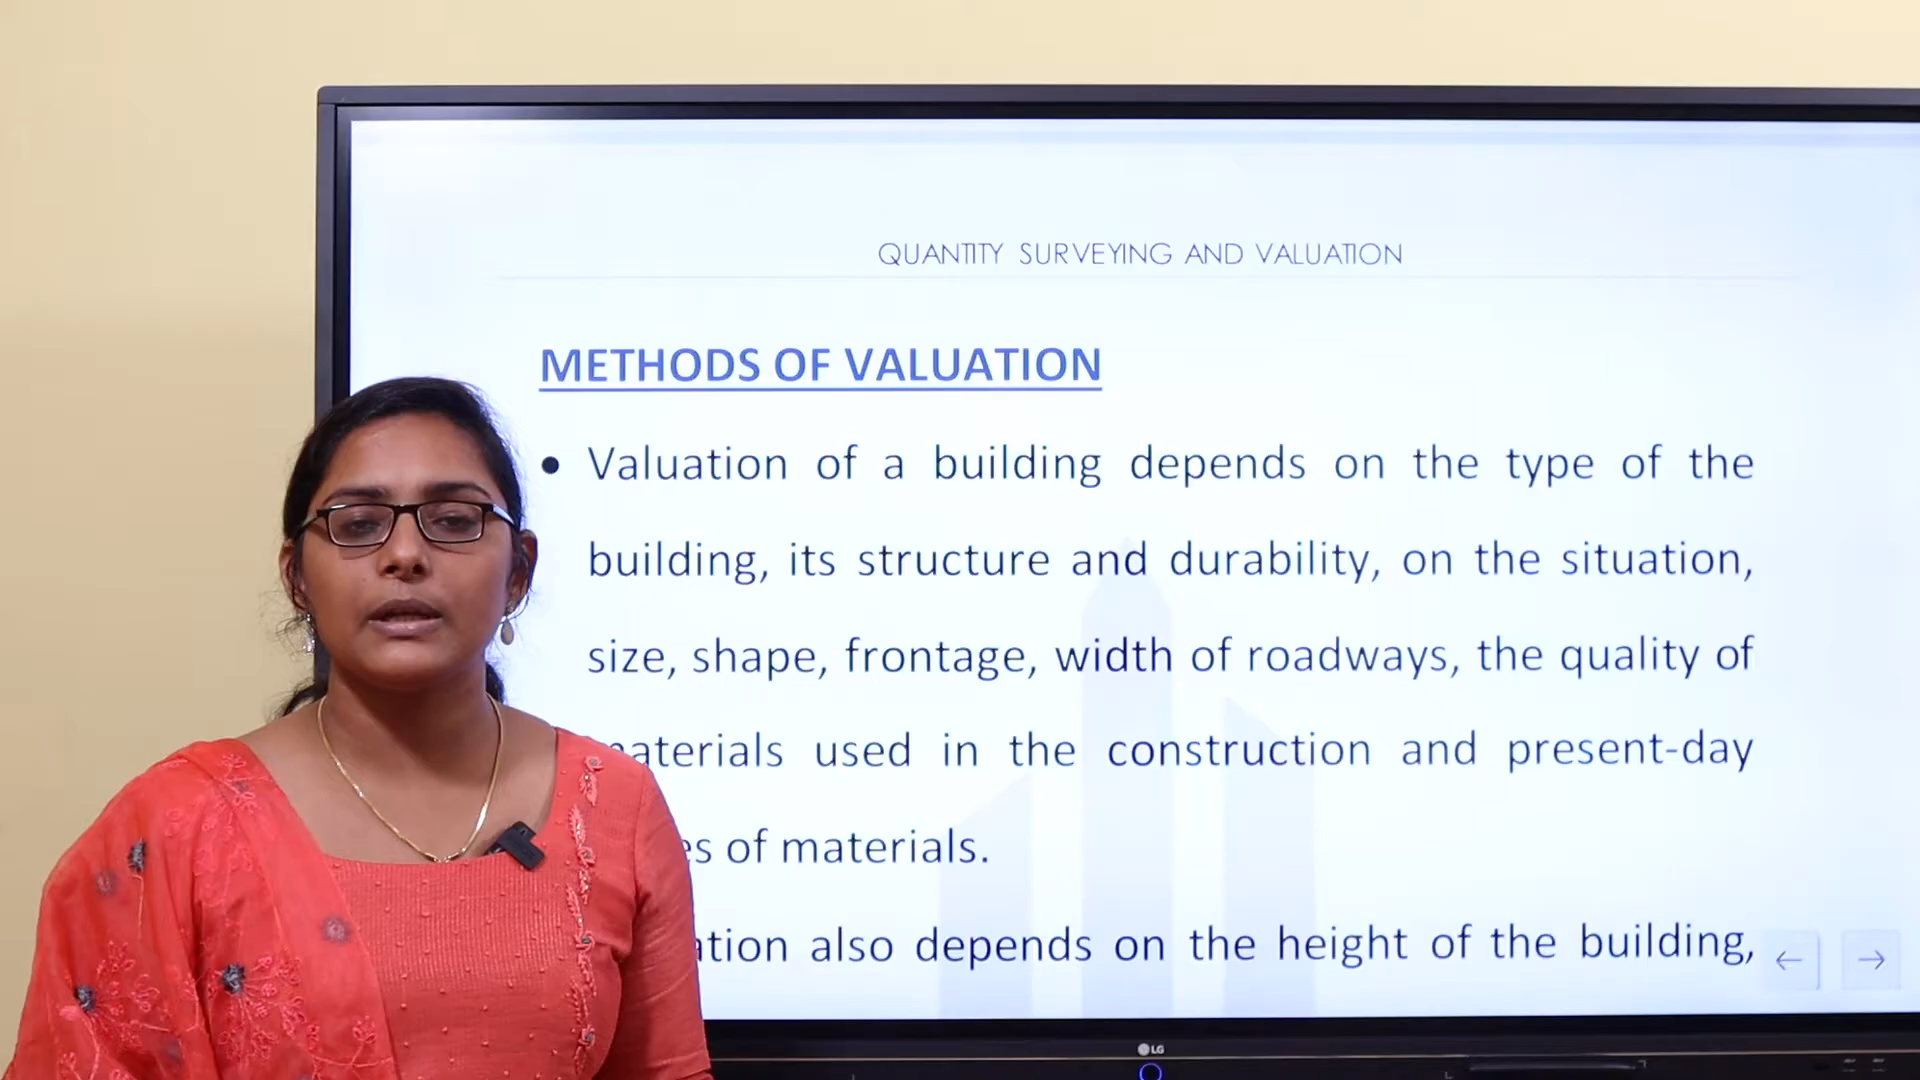 QUANTITY SURVEYING AND VALUATION
METHODS OF VALUATION
• Valuation of a building depends on the type of the
building, its structure and durability, on the situation,
size, shape, frontage, width of roadways, the quality of
materials used in the construction and present-day
of materials.
also depends on the height of the building,
LG